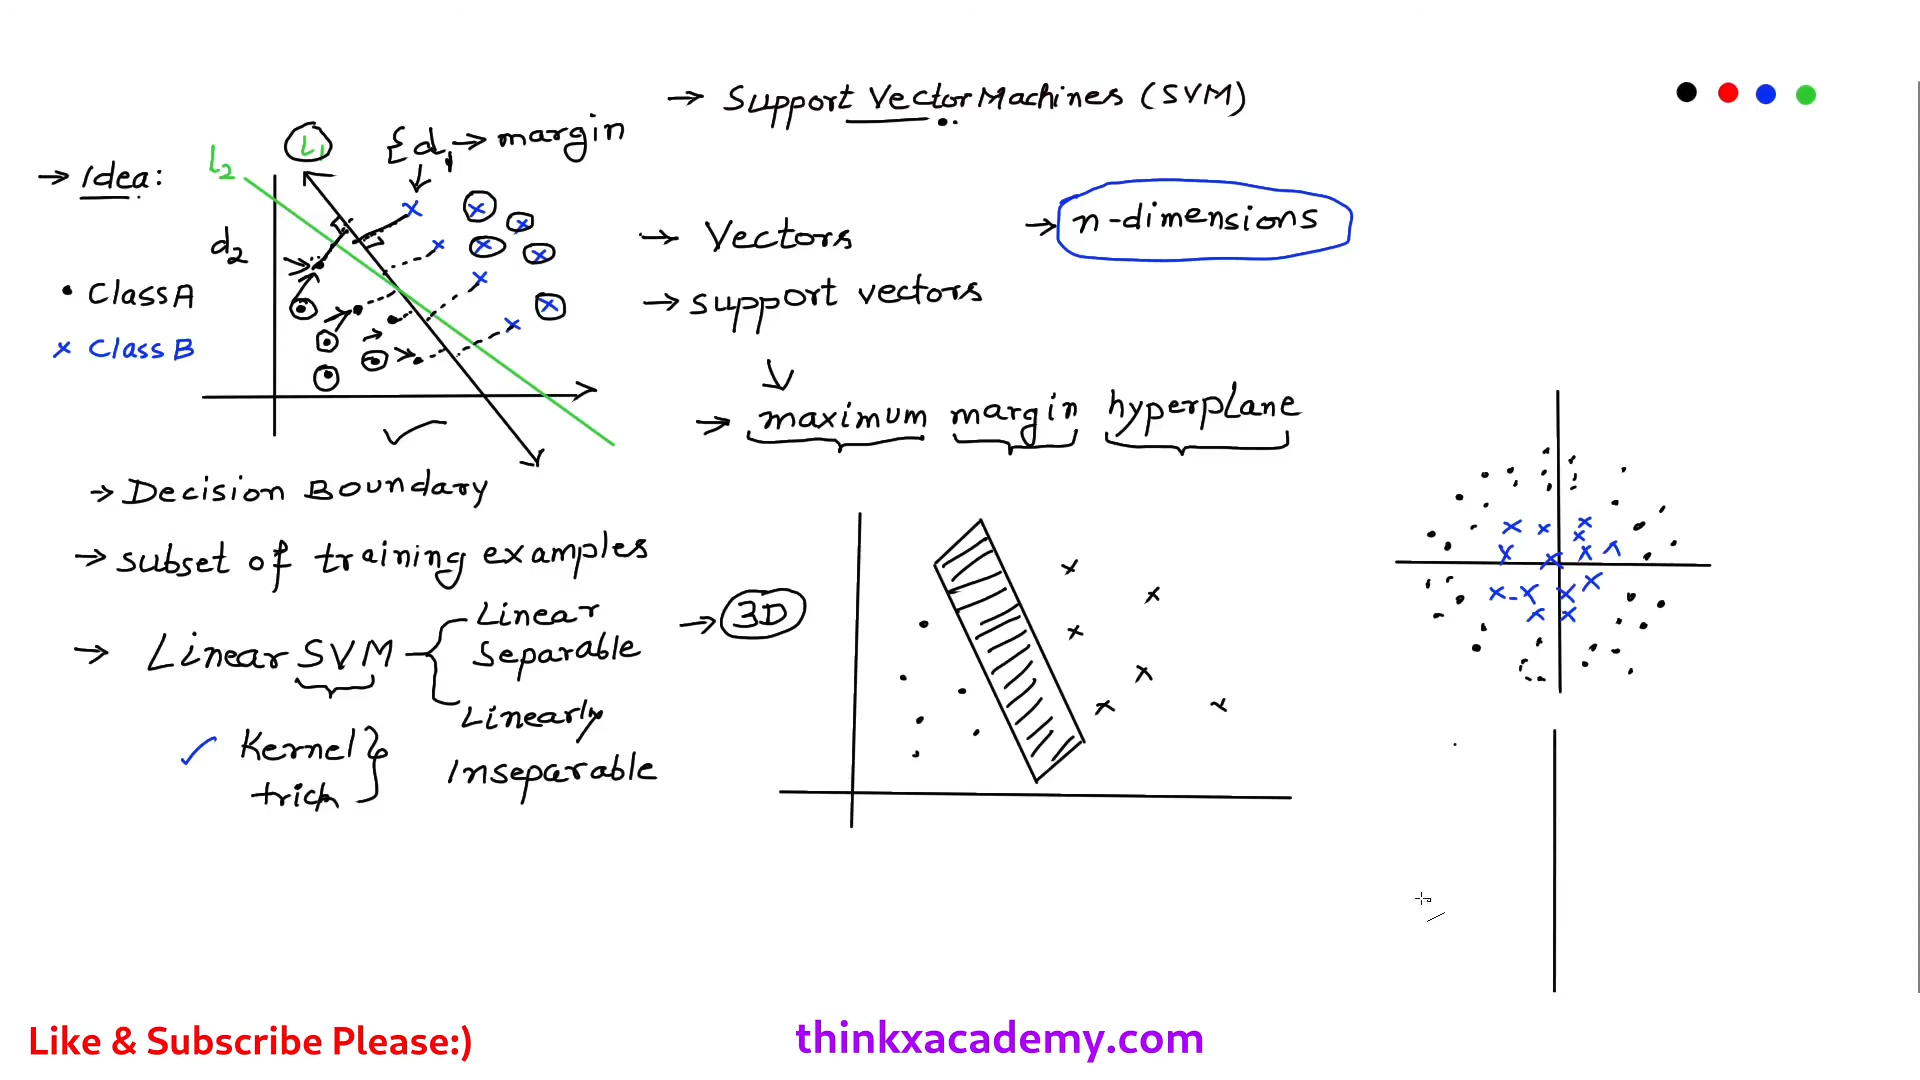 → Support Vector Machines (SVM)
→ Idea:
L2
L1
{d1 → margin
d2
• Class A
x Class B
→ Vectors
→ n-dimensions
→ support vectors
→ maximum margin hyperplane
→ Decision Boundary
→ subset of training examples
→ Linear SVM
Linear
Separable
Linearly
Inseparable
→ 3D
✓ Kernel
trick
Like & Subscribe Please:)
thinkxacademy.com